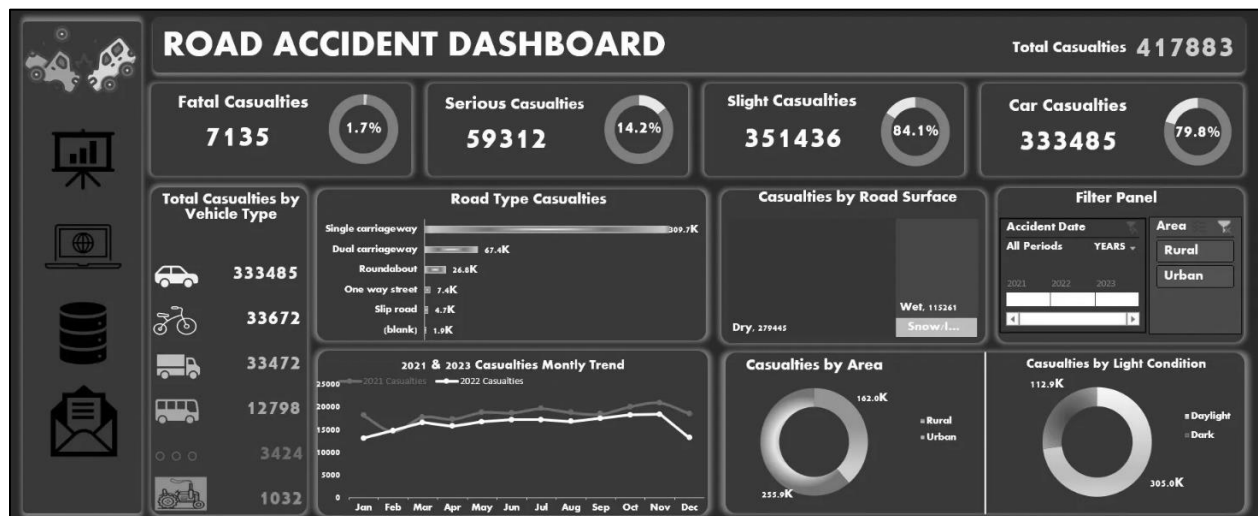 ROAD ACCIDENT DASHBOARD
Total Casualties 417883
Fatal Casualties
7135
1.7%
Serious Casualties
59312
14.2%
Slight Casualties
351436
84.1%
Car Casualties
333485
79.8%
Total Casualties by
Vehicle Type
333485
33672
33472
12798
3424
1032
Road Type Casualties
Single carriageway 309.7K
Dual carriageway 67.4K
Roundabout 26.8K
One way street 7.4K
Slip road 4.7K
(blank) 1.9K
Casualties by Road Surface
Dry, 279445
Wet, 115261
Snow/I...
Filter Panel
Accident Date
All Periods YEARS
2021 2022 2023
Area
Rural
Urban
2021 & 2023 Casualties Montly Trend
2021 Casualties 2022 Casualties
25000
20000
15000
10000
5000
0
Jan Feb Mar Apr May Jun Jul Aug Sep Oct Nov Dec
Casualties by Area
162.0K
Rural
Urban
255.9K
Casualties by Light Condition
112.9K
Daylight
Dark
305.0K